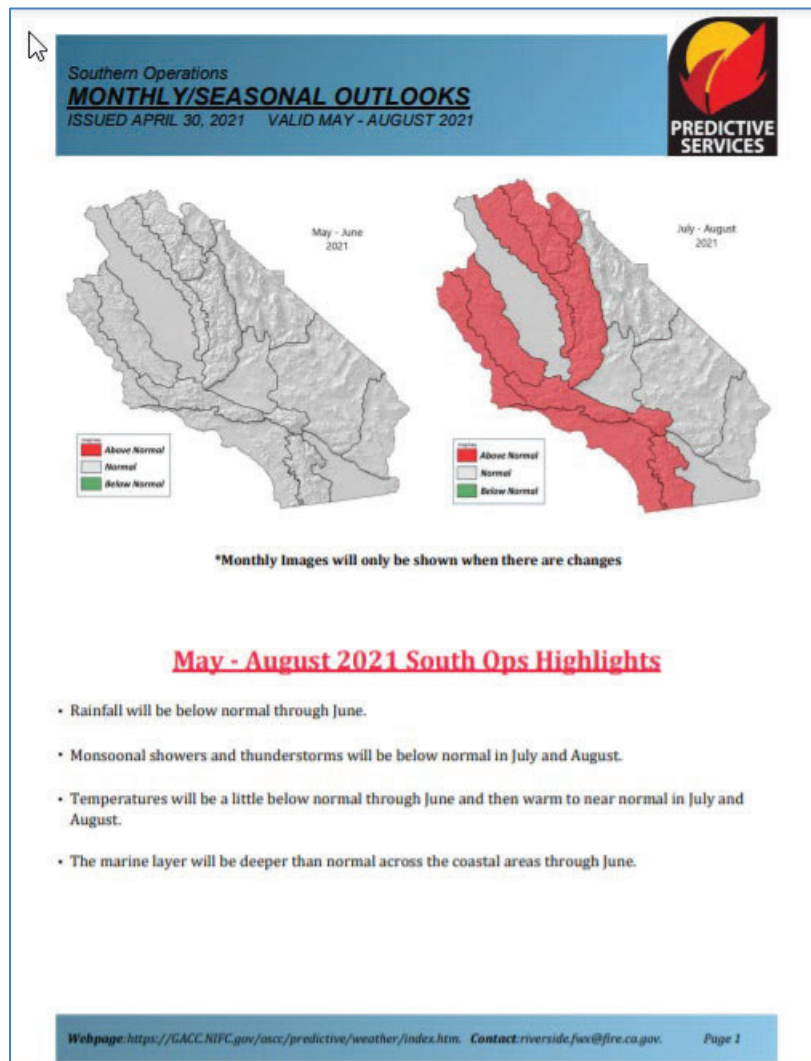 Southern Operations
MONTHLY/SEASONAL OUTLOOKS
ISSUED APRIL 30, 2021 VALID MAY - AUGUST 2021
PREDICTIVE
SERVICES
May - June
2021
July - August
2021
Above Normal
Normal
Below Normal
Above Normal
Normal
Below Normal
*Monthly Images will only be shown when there are changes
May - August 2021 South Ops Highlights
• Rainfall will be below normal through June.
• Monsoonal showers and thunderstorms will be below normal in July and August.
• Temperatures will be a little below normal through June and then warm to near normal in July and
August.
• The marine layer will be deeper than normal across the coastal areas through June.
Webpage:https://GACC.NIFC.gov/oscc/predictive/weather/index.htm. Contact:riverside.fwx@fire.ca.gov. Page 1